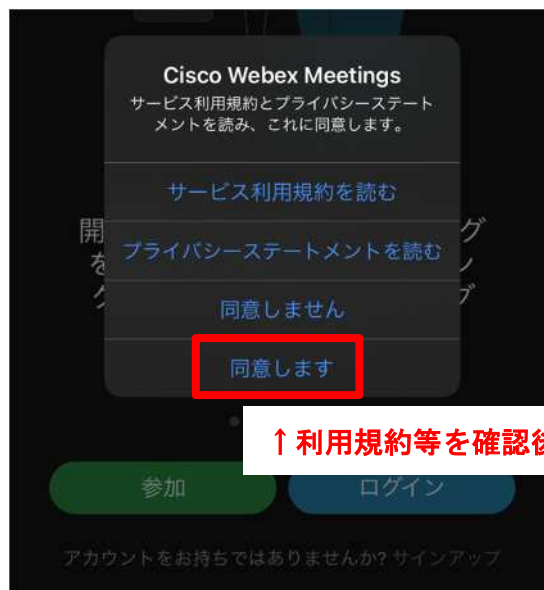 Cisco Webex Meetings
サービス利用規約とプライバシーステート
メントを読み、これに同意します。
サービス利用規約を読む
開
グ
プライバシーステートメントを読む
を
ン
同意しません
グ
同意します
↑利用規約等を確認後
参加
ログイン
アカウントをお持ちではありませんか? サインアップ